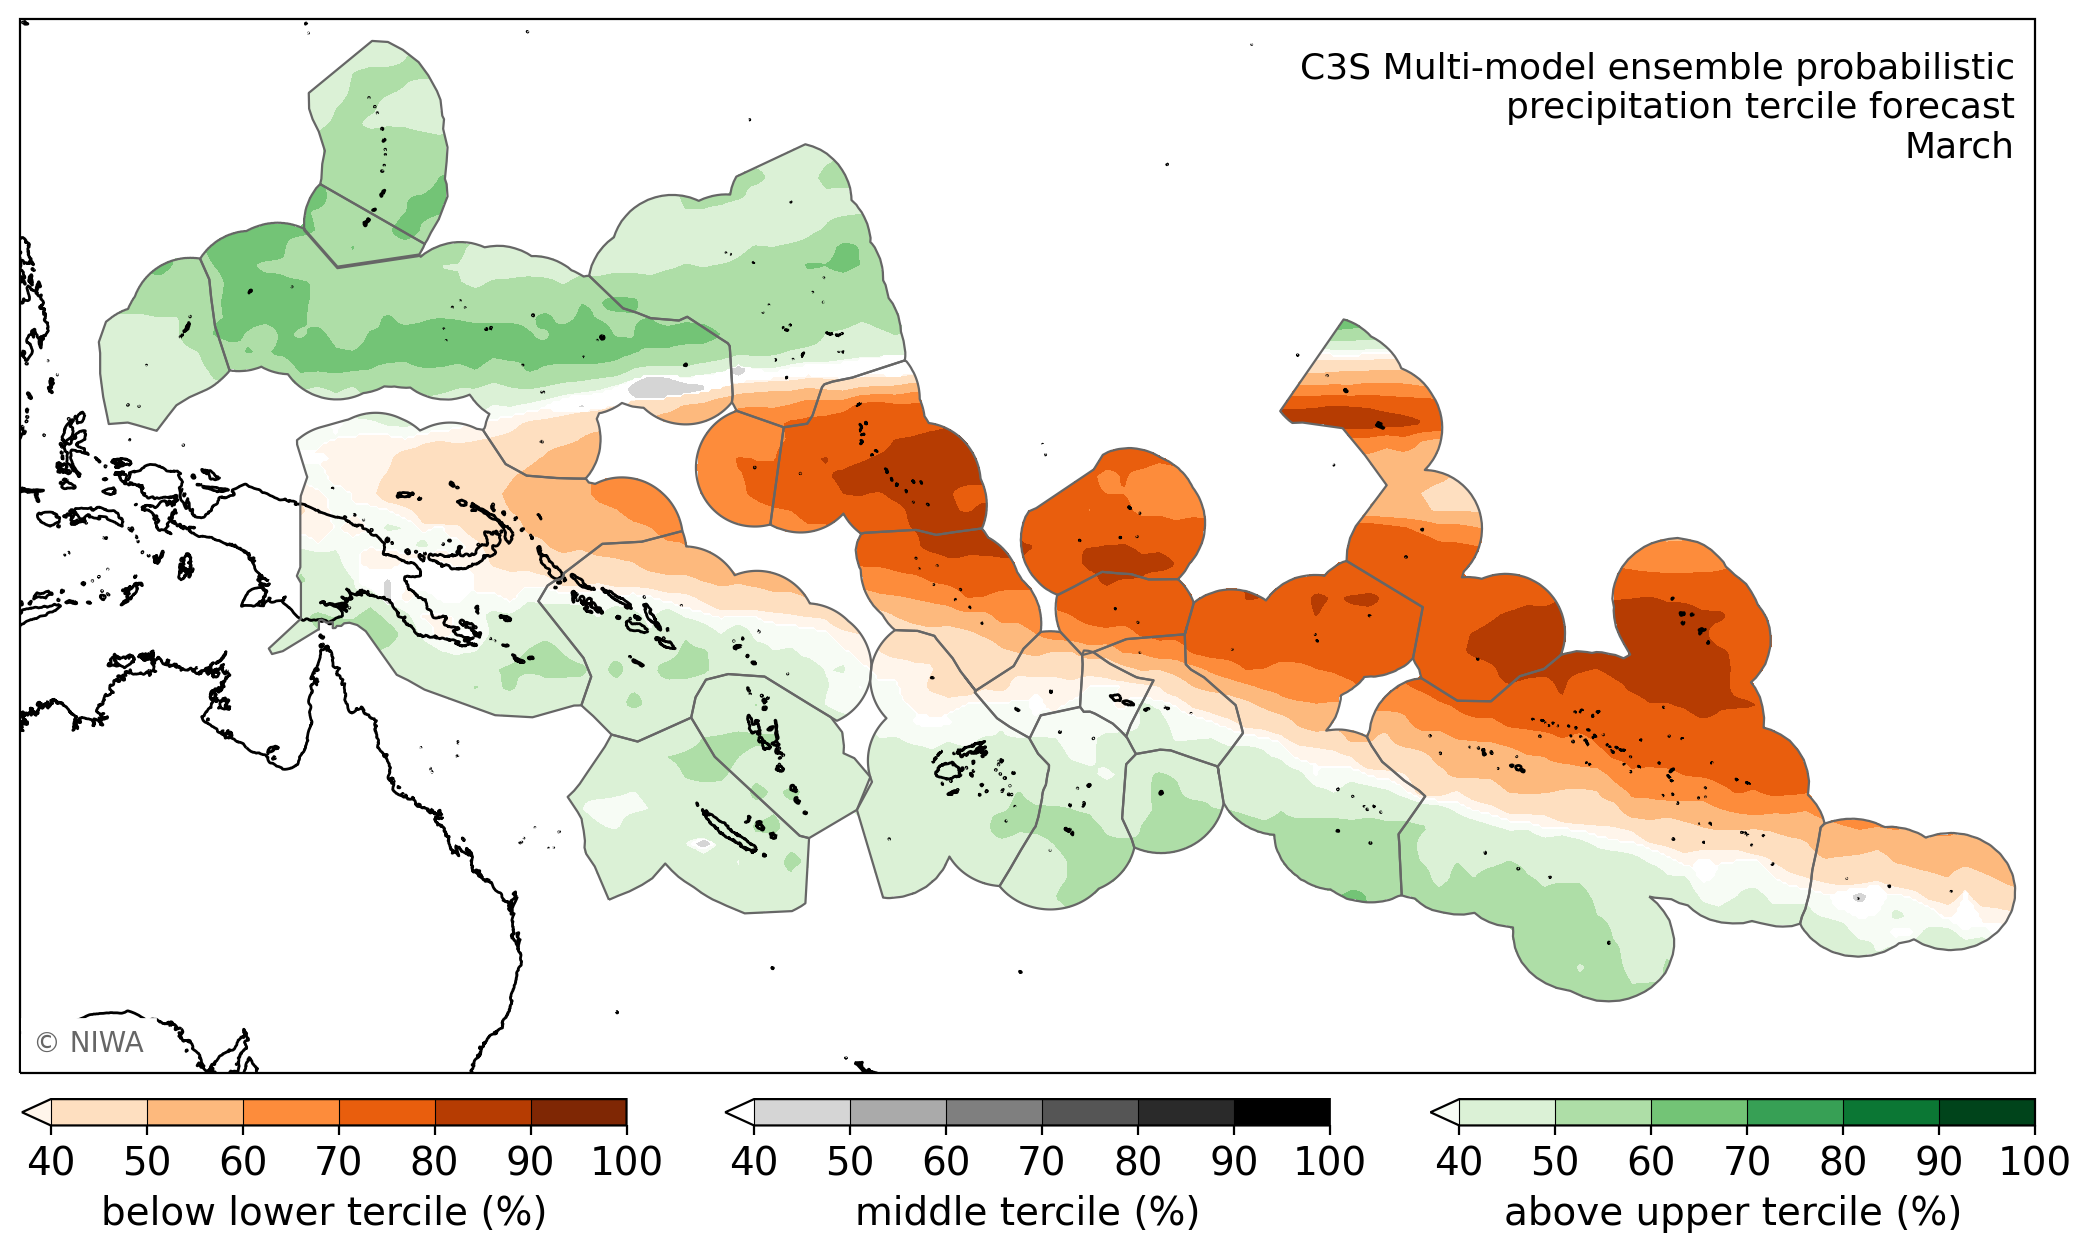 C3S Multi-model ensemble probabilistic
precipitation tercile forecast
March
© NIWA
40 50 60 70 80 90 100
below lower tercile (%)
40 50 60 70 80 90 100
middle tercile (%)
40 50 60 70 80 90 100
above upper tercile (%)